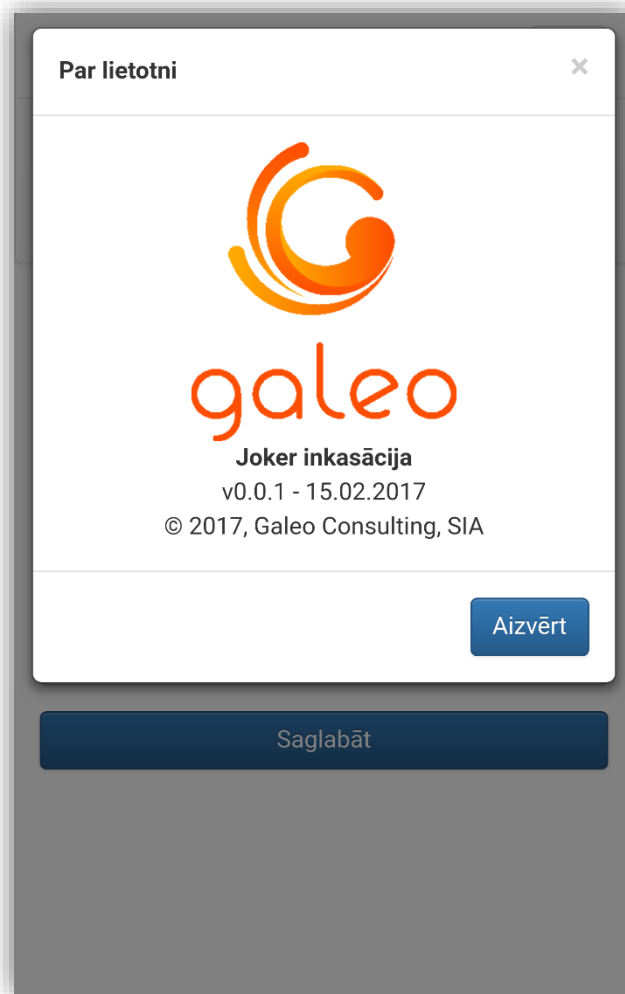 Par lietotni
×
galeo
Joker inkasācija
v0.0.1 - 15.02.2017
© 2017, Galeo Consulting, SIA
Aizvērt
Saglabāt